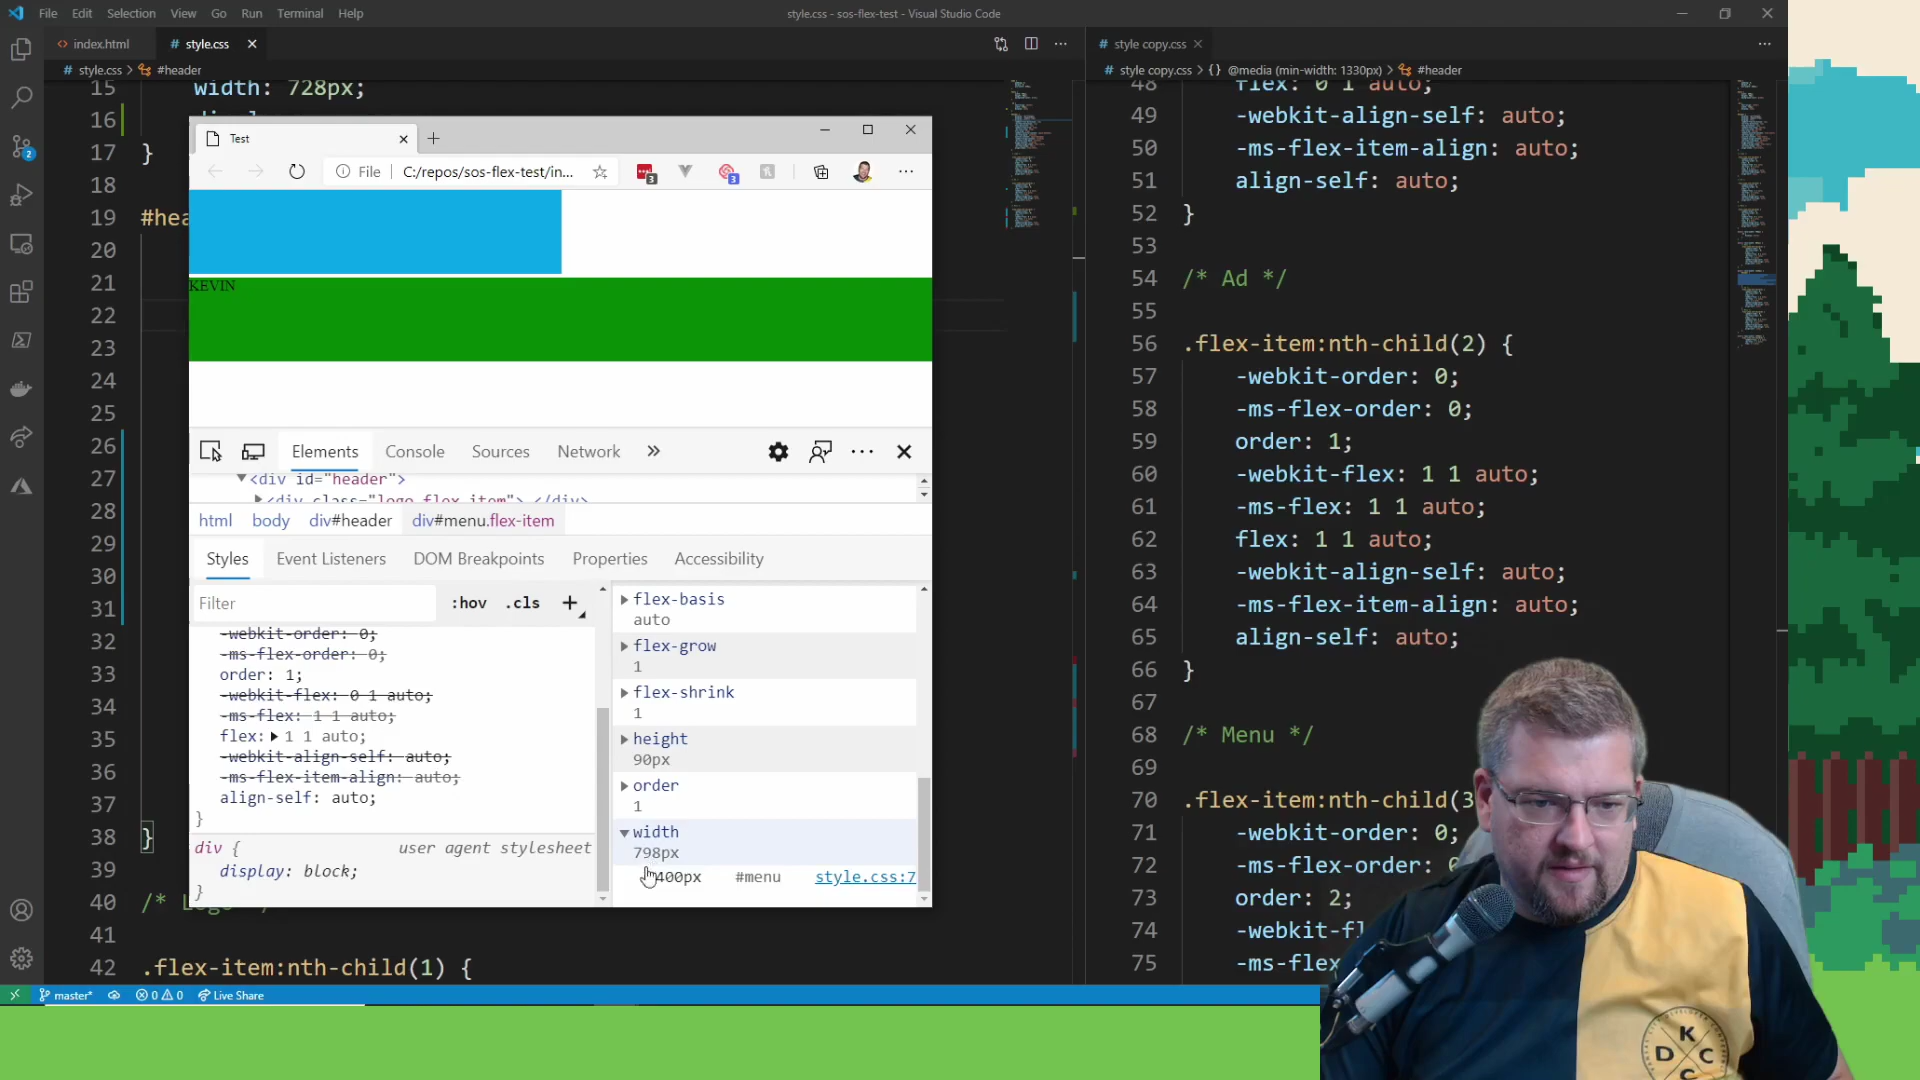 File Edit Selection View Go Run Terminal Help
style.css - sos-flex-test - Visual Studio Code
index.html
# style.css
# style copy.css
# style.css > #header
# style copy.css > {} @media (min-width: 1330px) > #header
15 width: 728px;
16
17 }
18
19 #hea
20
21
22
23
24
25
26
27
28
29
30
31
32
33
34
35
36
37
38 }
39
40 /*
41
42 .flex-item:nth-child(1) {
Test
File C:/repos/sos-flex-test/in...
3
3
KEVIN
Elements Console Sources Network
<div id="header">
html body div#header div#menu.flex-item
Styles Event Listeners DOM Breakpoints Properties Accessibility
Filter :hov .cls +
-webkit-order: 0;
-ms-flex-order: 0;
order: 1;
-webkit-flex: 0 1 auto;
-ms-flex: 1 1 auto;
flex: 1 1 auto;
-webkit-align-self: auto;
-ms-flex-item-align: auto;
align-self: auto;
}
div { user agent stylesheet
display: block;
}
flex-basis
auto
flex-grow
1
flex-shrink
1
height
90px
order
1
width
798px
400px #menu style.css:7
48 flex: 0 1 auto;
49 -webkit-align-self: auto;
50 -ms-flex-item-align: auto;
51 align-self: auto;
52 }
53
54 /* Ad */
55
56 .flex-item:nth-child(2) {
57 -webkit-order: 0;
58 -ms-flex-order: 0;
59 order: 1;
60 -webkit-flex: 1 1 auto;
61 -ms-flex: 1 1 auto;
62 flex: 1 1 auto;
63 -webkit-align-self: auto;
64 -ms-flex-item-align: auto;
65 align-self: auto;
66 }
67
68 /* Menu */
69
70 .flex-item:nth-child(3
71 -webkit-order: 0;
72 -ms-flex-order: 0
73 order: 2;
74 -webkit-fl
75 -ms-flex
2
master* 0 0 Live Share
K
D C
C